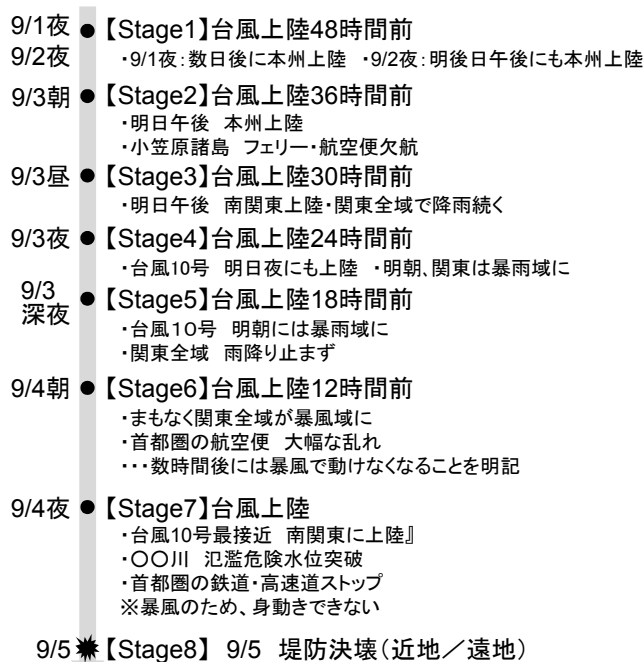 9/1夜 ● 【Stage1】台風上陸48時間前
9/2夜 ・9/1夜：数日後に本州上陸 ・9/2夜：明後日午後にも本州上陸
9/3朝 ● 【Stage2】台風上陸36時間前
・明日午後 本州上陸
・小笠原諸島 フェリー・航空便欠航
9/3昼 ● 【Stage3】台風上陸30時間前
・明日午後 南関東上陸・関東全域で降雨続く
9/3夜 ● 【Stage4】台風上陸24時間前
・台風10号 明日夜にも上陸 ・明朝、関東は暴雨域に
9/3
深夜 ● 【Stage5】台風上陸18時間前
・台風１０号 明朝には暴雨域に
・関東全域 雨降り止まず
9/4朝 ● 【Stage6】台風上陸12時間前
・まもなく関東全域が暴風域に
・首都圏の航空便 大幅な乱れ
・・・数時間後には暴風で動けなくなることを明記
9/4夜 ● 【Stage7】台風上陸
・台風10号最接近 南関東に上陸』
・〇〇川 氾濫危険水位突破
・首都圏の鉄道・高速道ストップ
※暴風のため、身動きできない
9/5 【Stage8】 9/5 堤防決壊（近地／遠地）